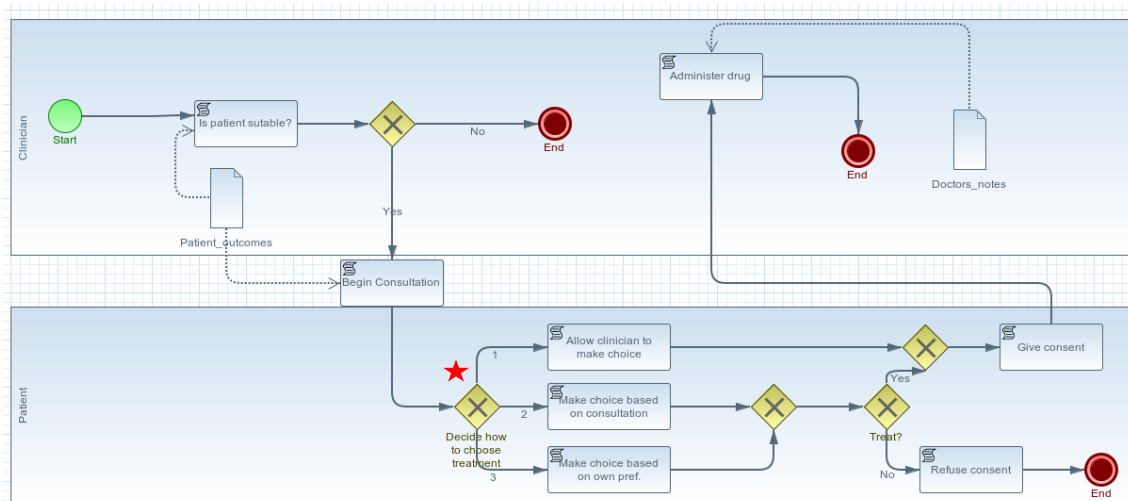 Clinician
Start
Is patient sutable?
No
End
Yes
Patient_outcomes
Administer drug
End
Doctors_notes
Begin Consultation
Patient
Decide how
to choose
treatment
1
Allow clinician to
make choice
2
Make choice based
on consultation
3
Make choice based
on own pref.
Treat?
Yes
Give consent
No
Refuse consent
End